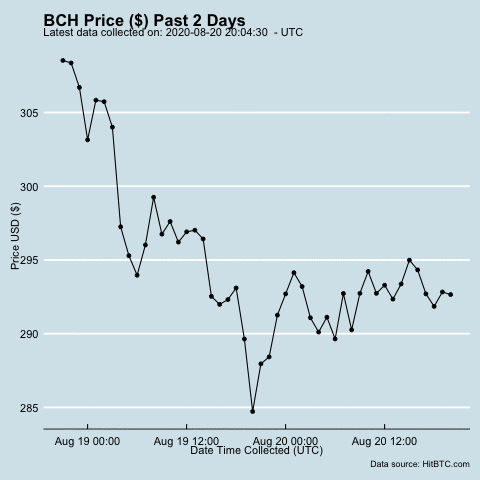 BCH Price ($) Past 2 Days
Latest data collected on: 2020-08-20 20:04:30  - UTC
Price USD ($)
305
300
295
290
285
Aug 19 00:00 Aug 19 12:00 Aug 20 00:00 Aug 20 12:00
Date Time Collected (UTC)
Data source: HitBTC.com